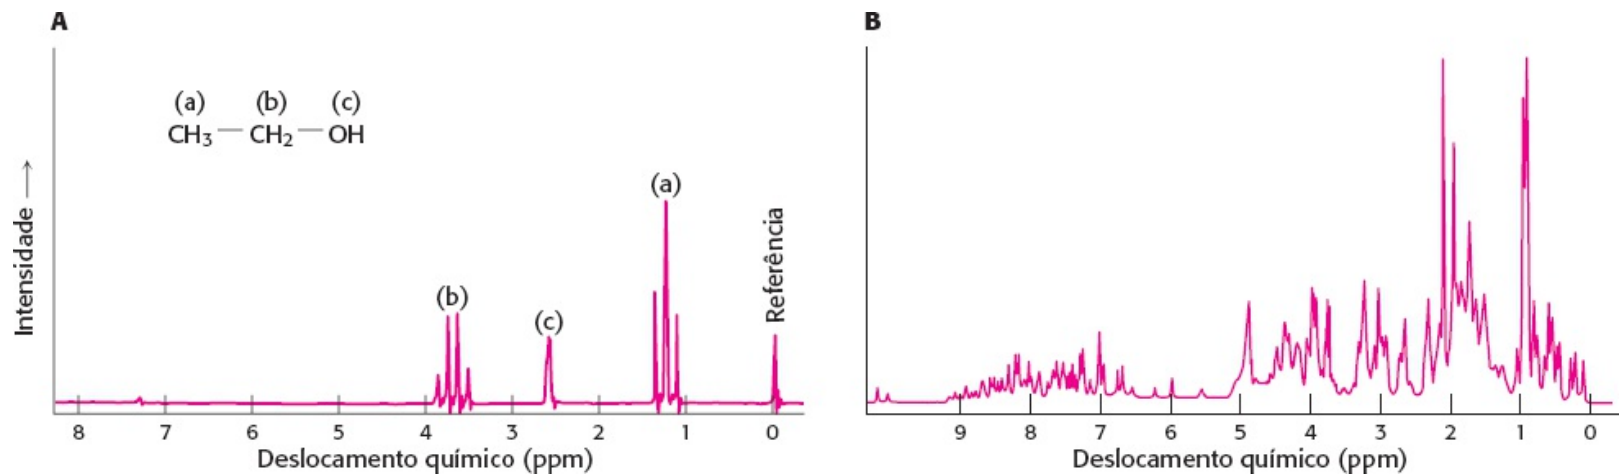 A
(a) (b) (c)
CH₃ — CH₂ — OH
(a)
(b)
(c)
Intensidade →
Referência
8 7 6 5 4 3 2 1 0
Deslocamento químico (ppm)
B
9 8 7 6 5 4 3 2 1 0
Deslocamento químico (ppm)